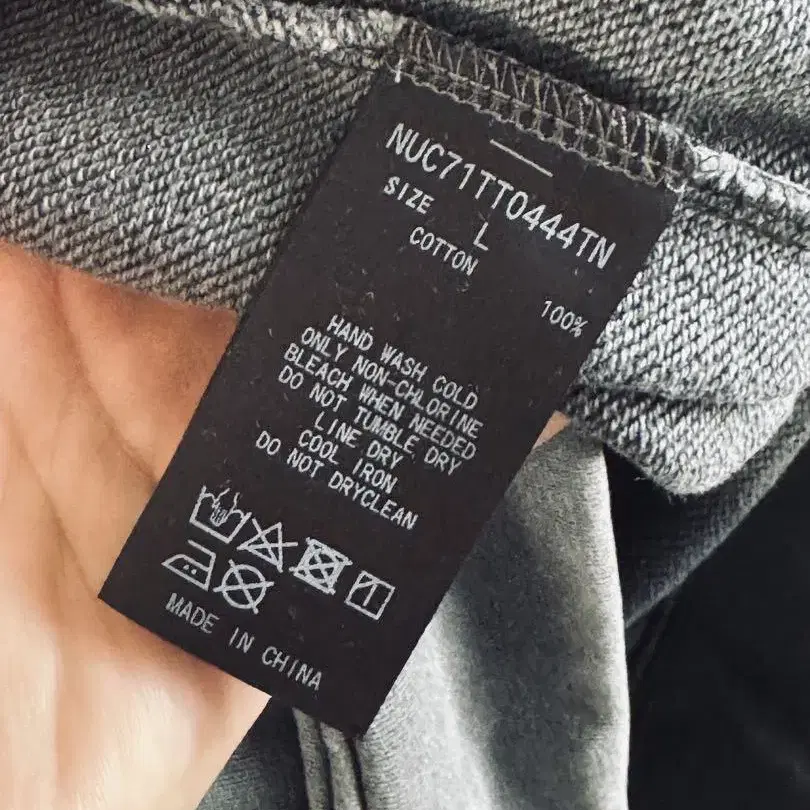 NUC71TT0444TN
SIZE L
COTTON 100%
HAND WASH COLD
ONLY NON-CHLORINE
BLEACH WHEN NEEDED
DO NOT TUMBLE DRY
LINE DRY
COOL IRON
DO NOT DRYCLEAN
MADE IN CHINA